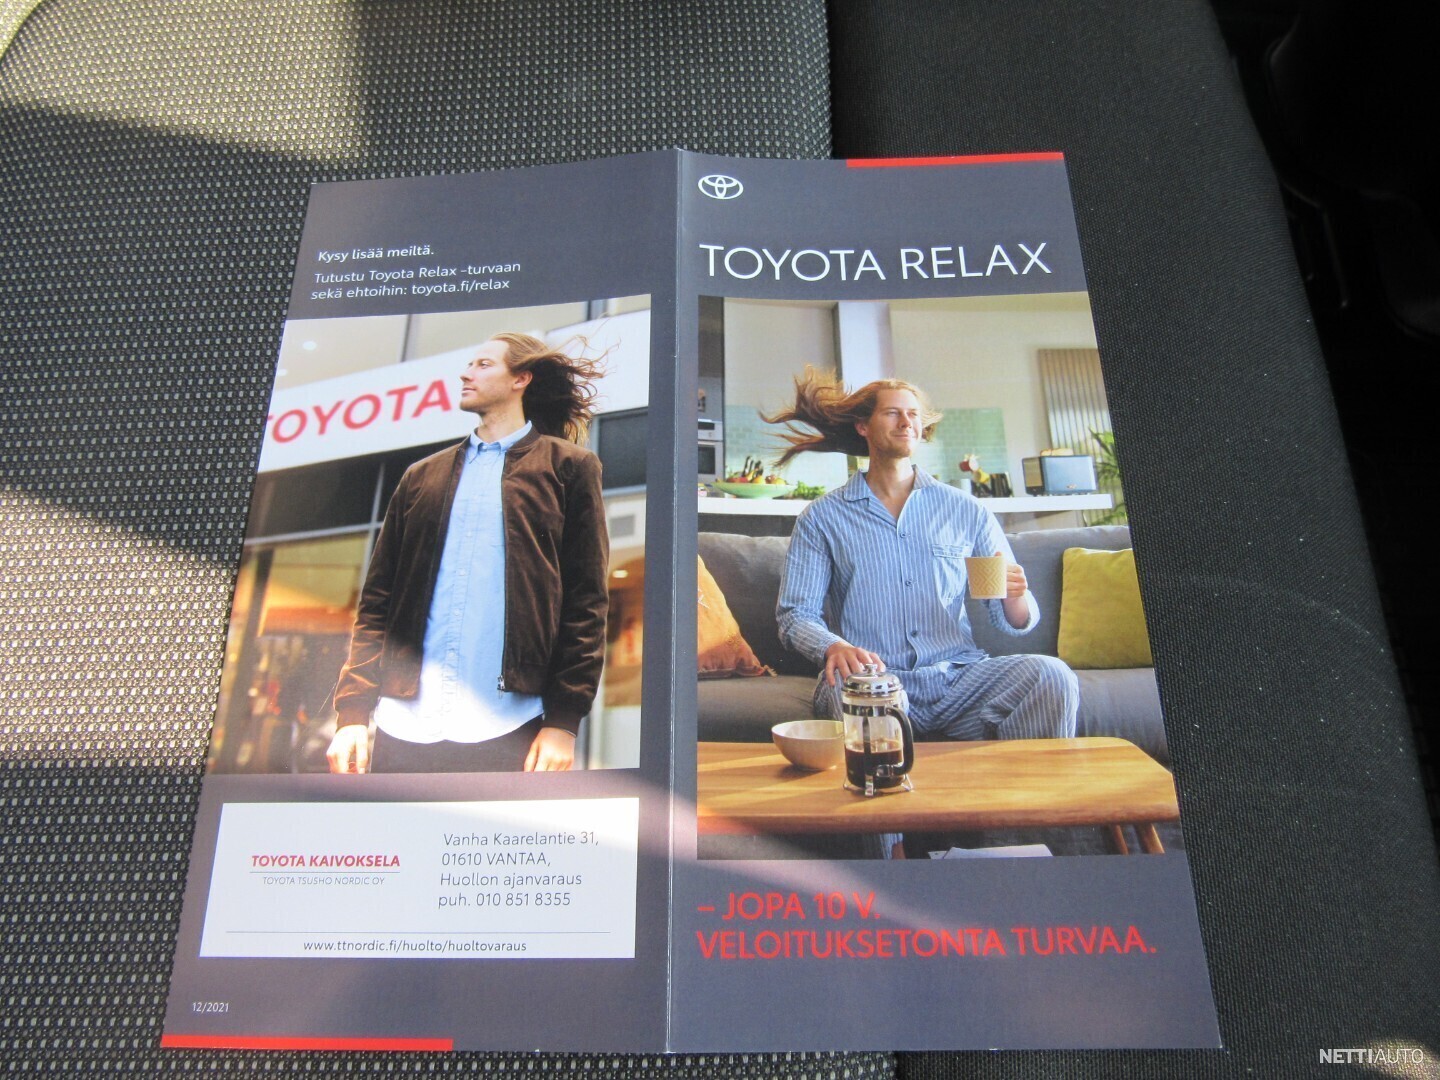 Kysy lisää meiltä.
Tutustu Toyota Relax -turvaan
sekä ehtoihin: toyota.fi/relax
TOYOTA
TOYOTA KAIVOKSELA
TOYOTA TSUSHO NORDIC OY
Vanha Kaarelantie 31,
01610 VANTAA,
Huollon ajanvaraus
puh. 010 851 8355
www.ttnordic.fi/huolto/huoltovaraus
12/2021
TOYOTA RELAX
– JOPA 10 V.
VELOITUKSETONTA TURVAA.
NETTIAUTO